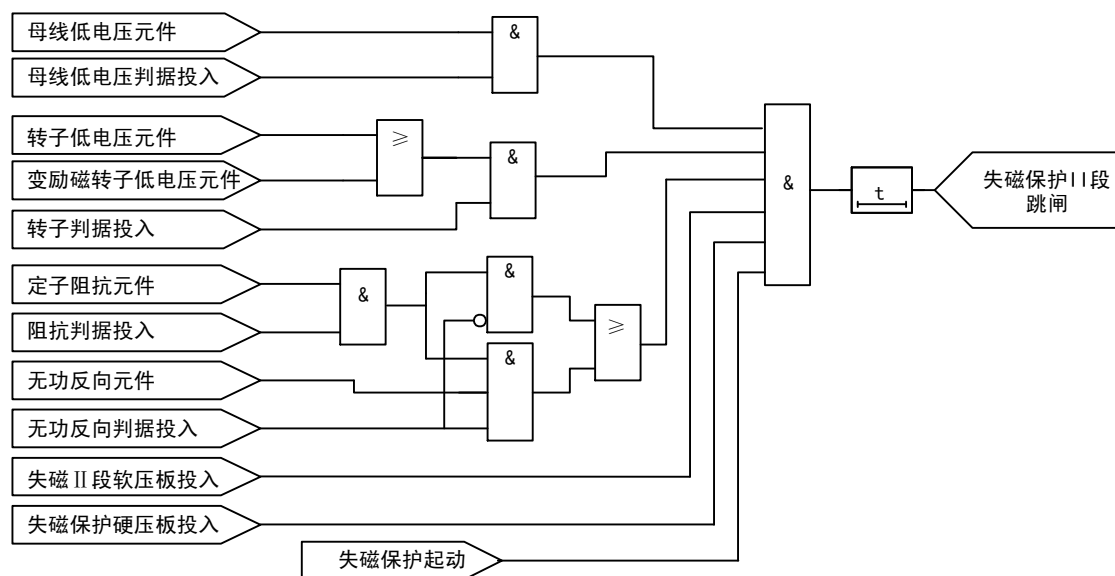 母线低电压元件
&
母线低电压判据投入
转子低电压元件
≥
&
变励磁转子低电压元件
转子判据投入
&
t
失磁保护II段
跳闸
定子阻抗元件
&
&
阻抗判据投入
≥
无功反向元件
&
无功反向判据投入
失磁Ⅱ段软压板投入
失磁保护硬压板投入
失磁保护起动